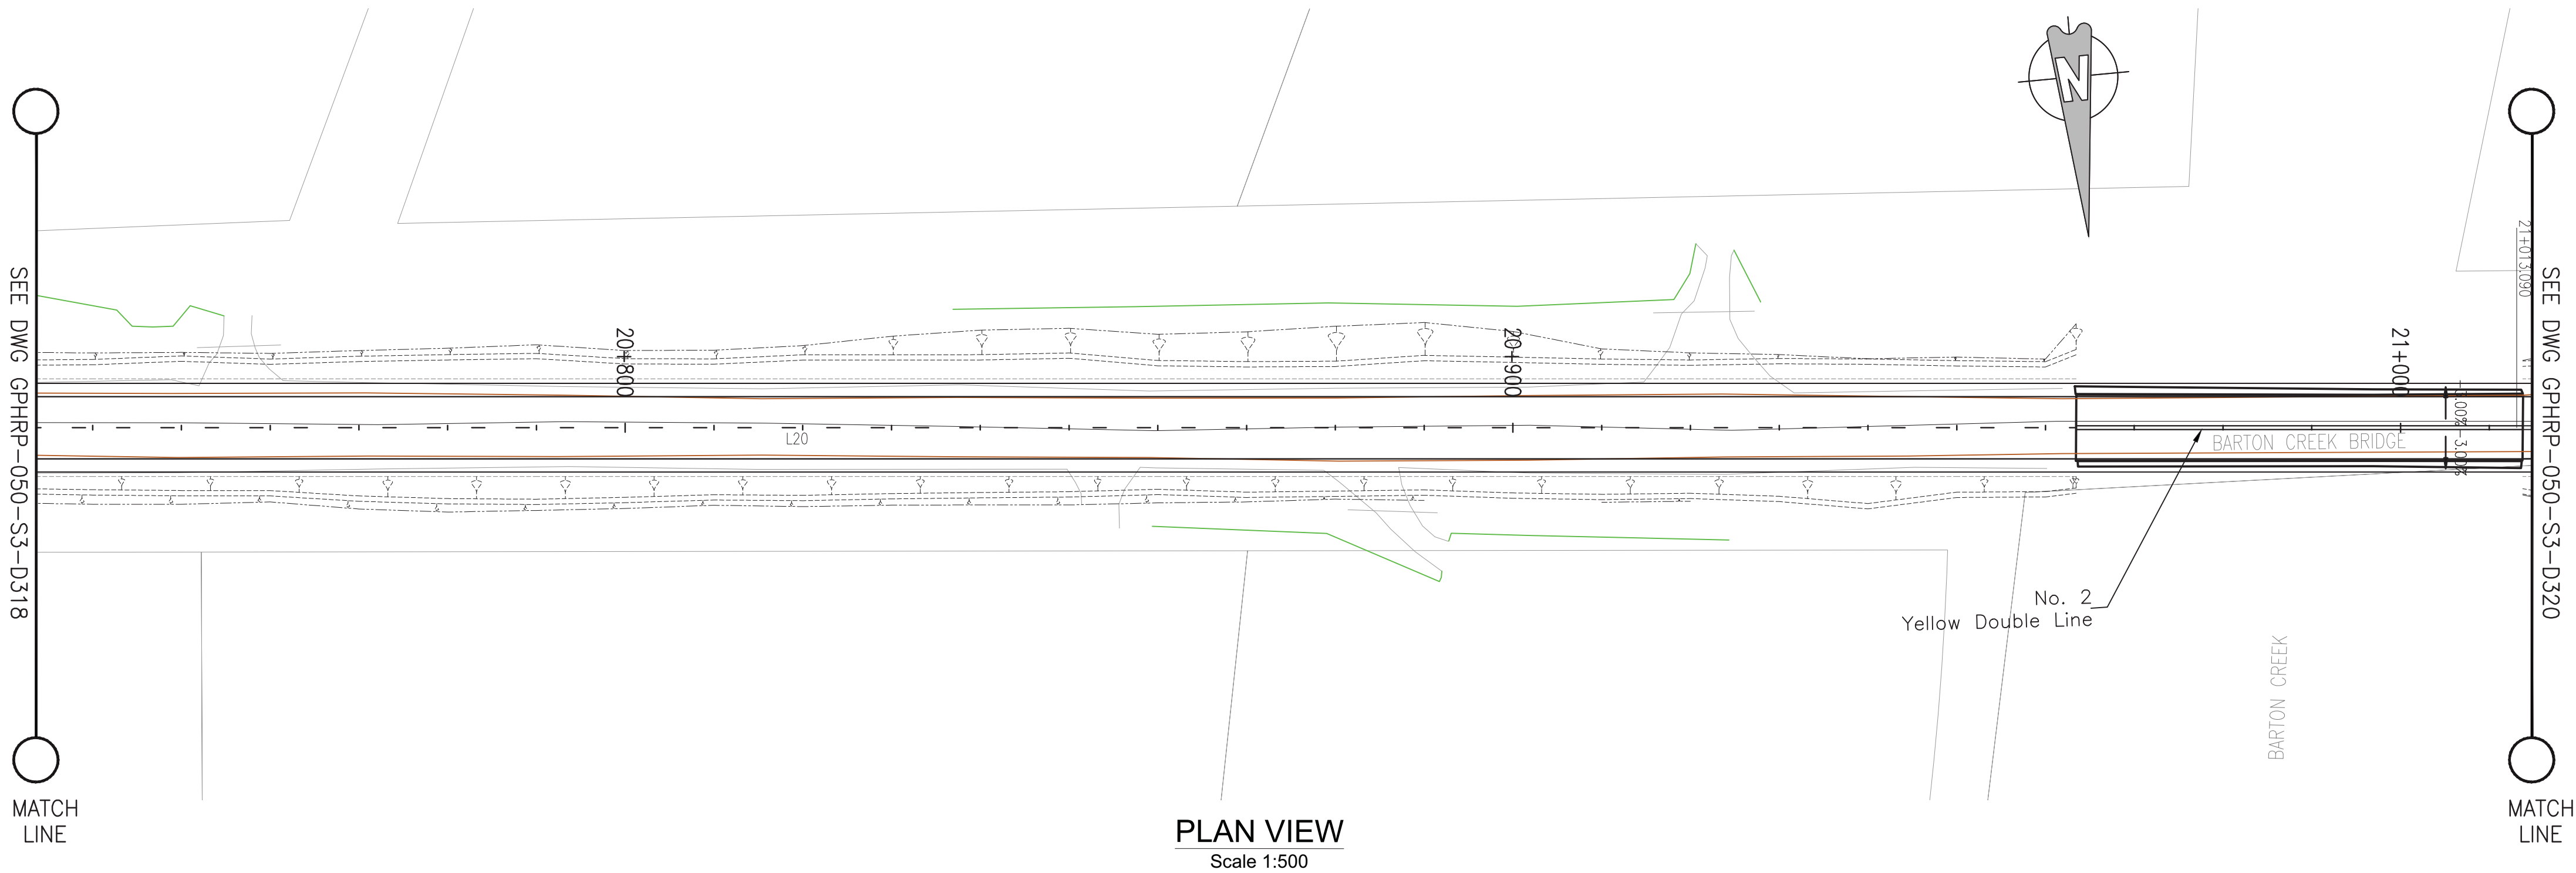 N
SEE DWG GPHRP-050-S3-D318
20+800
20+900
21+000
21+013.090
SEE DWG GPHRP-050-S3-D320
L20
BARTON CREEK BRIDGE
-3.00%
No. 2
Yellow Double Line
BARTON CREEK
MATCH
LINE
MATCH
LINE
PLAN VIEW
Scale 1:500